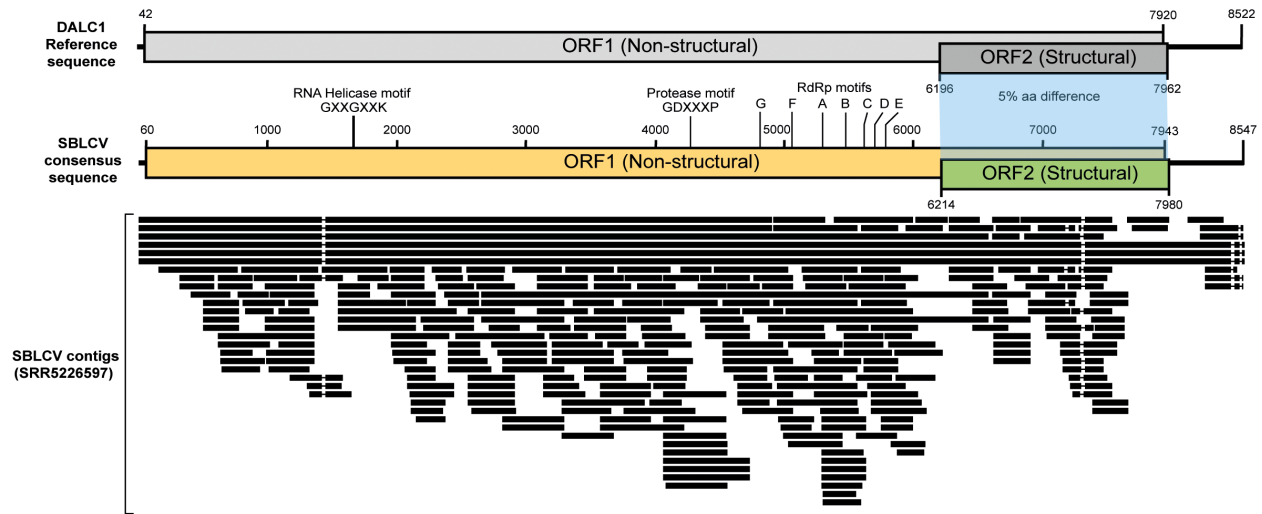 42
7920
8522
DALC1
Reference
sequence
ORF1 (Non-structural)
ORF2 (Structural)
6196
7962
5% aa difference
RNA Helicase motif
GXXGXXK
Protease motif
GDXXXP
RdRp motifs
G F A B C D E
60 1000 2000 3000 4000 5000 6000 7000 7943 8547
SBLCV
consensus
sequence
ORF1 (Non-structural)
ORF2 (Structural)
6214
7980
SBLCV contigs
(SRR5226597)